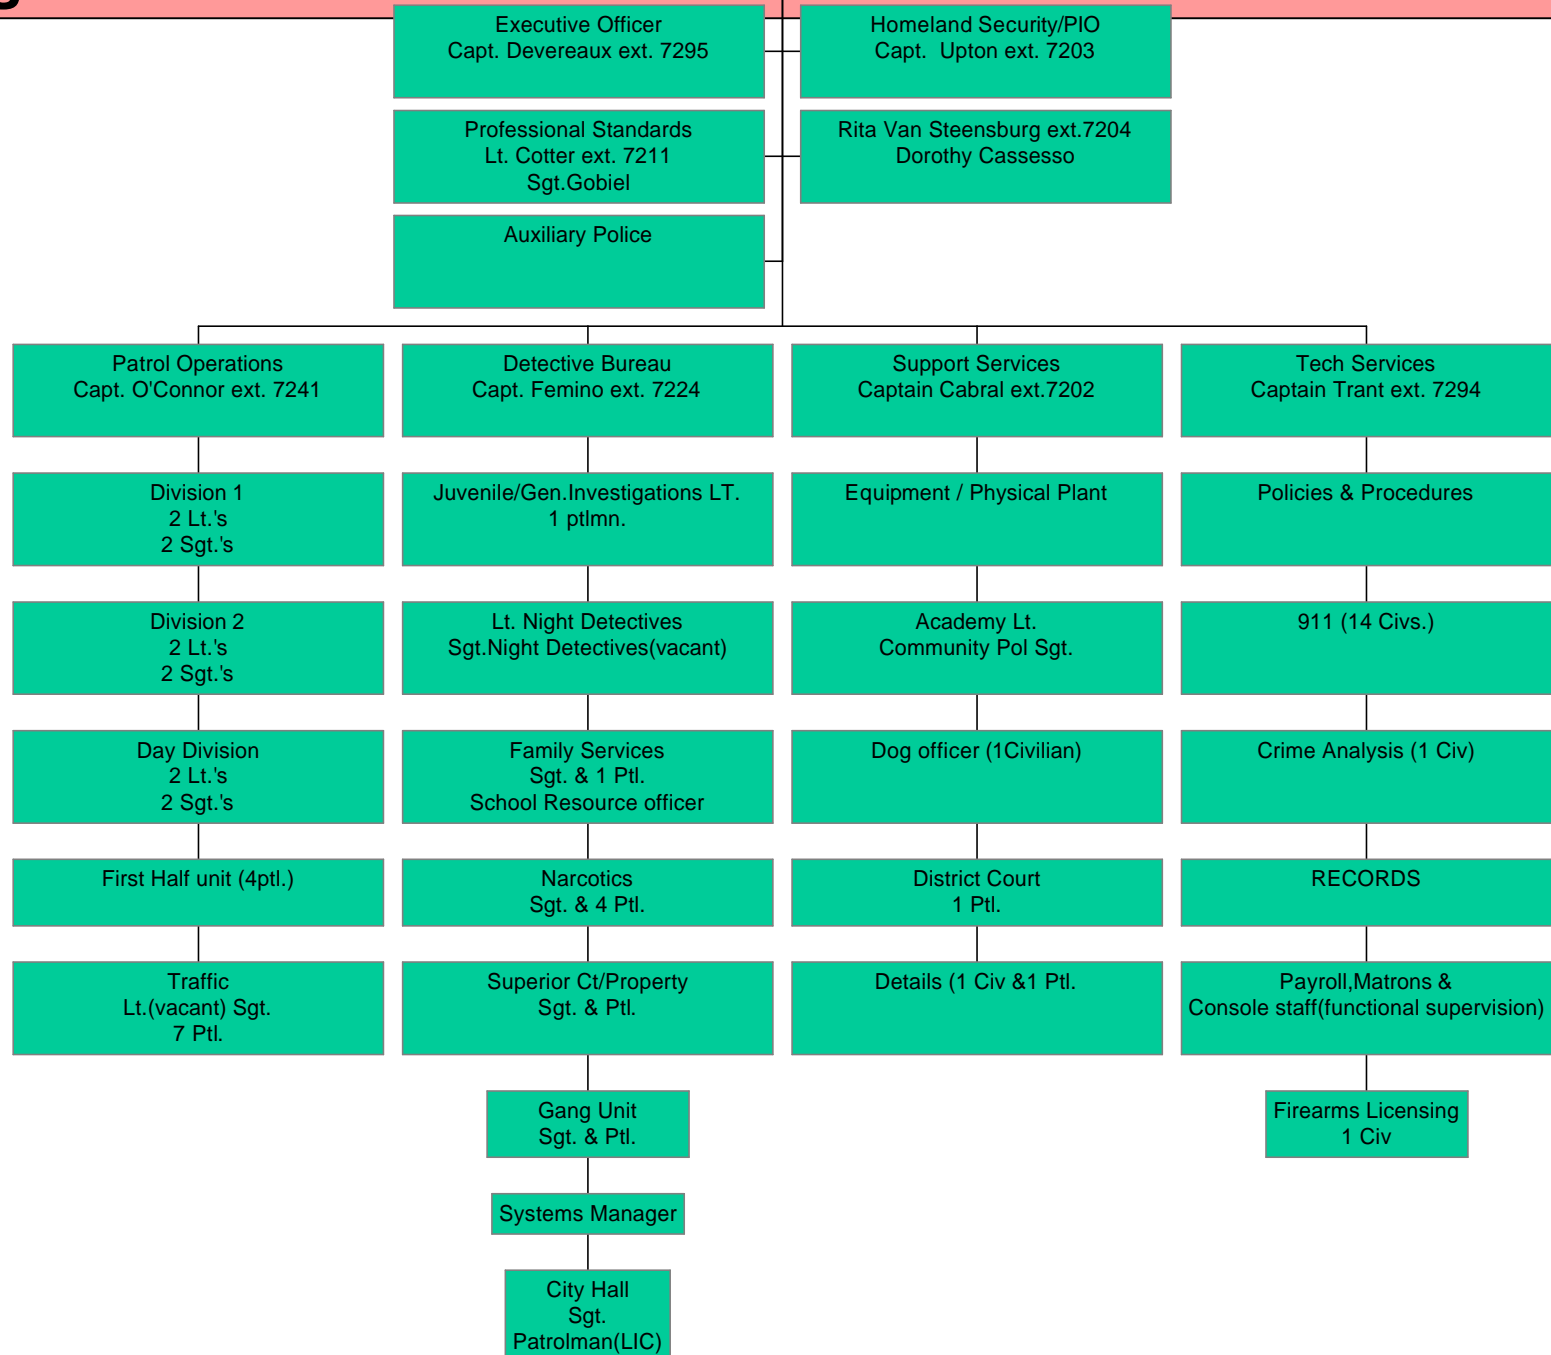 Executive Officer
Capt. Devereaux ext. 7295
Homeland Security/PIO
Capt.  Upton ext. 7203
Professional Standards
Lt. Cotter ext. 7211
Sgt.Gobiel
Rita Van Steensburg ext.7204
Dorothy Cassesso
Auxiliary Police
Patrol Operations
Capt. O'Connor ext. 7241
Detective Bureau
Capt. Femino ext. 7224
Support Services
Captain Cabral ext.7202
Tech Services
Captain Trant ext. 7294
Division 1
2 Lt.'s
2 Sgt.'s
Juvenile/Gen.Investigations LT.
1 ptlmn.
Equipment / Physical Plant
Policies & Procedures
Division 2
2 Lt.'s
2 Sgt.'s
Lt. Night Detectives
Sgt.Night Detectives(vacant)
Academy Lt.
Community Pol Sgt.
911 (14 Civs.)
Day Division
2 Lt.'s
2 Sgt.'s
Family Services
Sgt. & 1 Ptl.
School Resource officer
Dog officer (1Civilian)
Crime Analysis (1 Civ)
First Half unit (4ptl.)
Narcotics
Sgt. & 4 Ptl.
District Court
1 Ptl.
RECORDS
Traffic
Lt.(vacant) Sgt.
7 Ptl.
Superior Ct/Property
Sgt. & Ptl.
Details (1 Civ &1 Ptl.
Payroll,Matrons &
Console staff(functional supervision)
Gang Unit
Sgt. & Ptl.
Firearms Licensing
1 Civ
Systems Manager
City Hall
Sgt.
Patrolman(LIC)